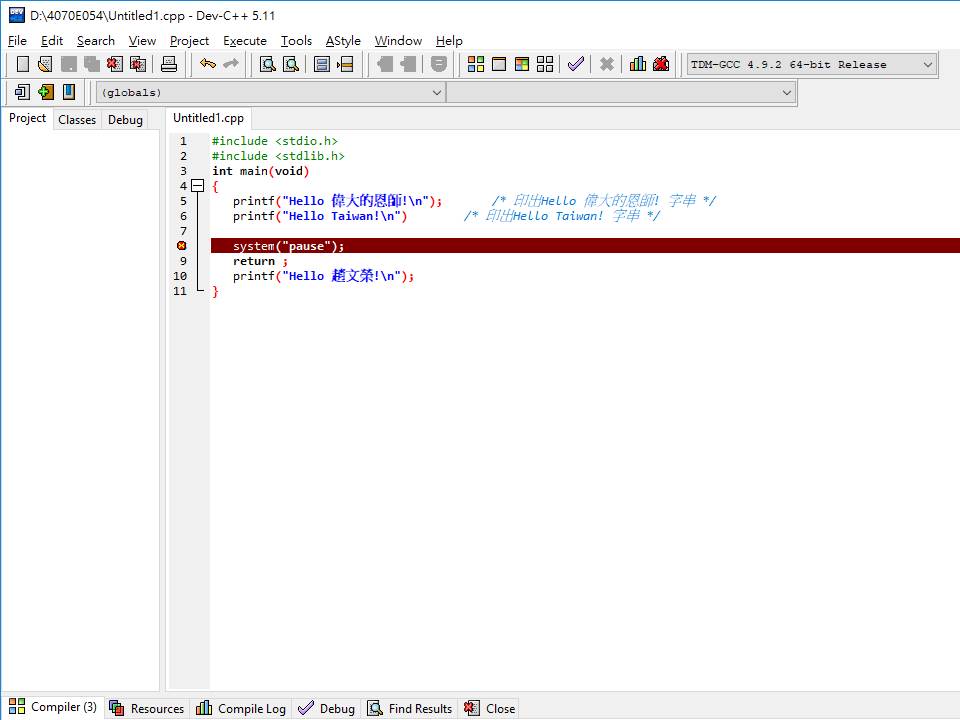 D:\4070E054\Untitled1.cpp - Dev-C++ 5.11
File Edit Search View Project Execute Tools AStyle Window Help
TDM-GCC 4.9.2 64-bit Release
(globals)
Project Classes Debug Untitled1.cpp
1 #include <stdio.h>
2 #include <stdlib.h>
3 int main(void)
4 {
5 printf("Hello 偉大的恩師!\n"); /* 印出Hello 偉大的恩師! 字串 */
6 printf("Hello Taiwan!\n") /* 印出Hello Taiwan! 字串 */
7
system("pause");
9 return ;
10 printf("Hello 趙文榮!\n");
11 }
Compiler (3) Resources Compile Log Debug Find Results Close